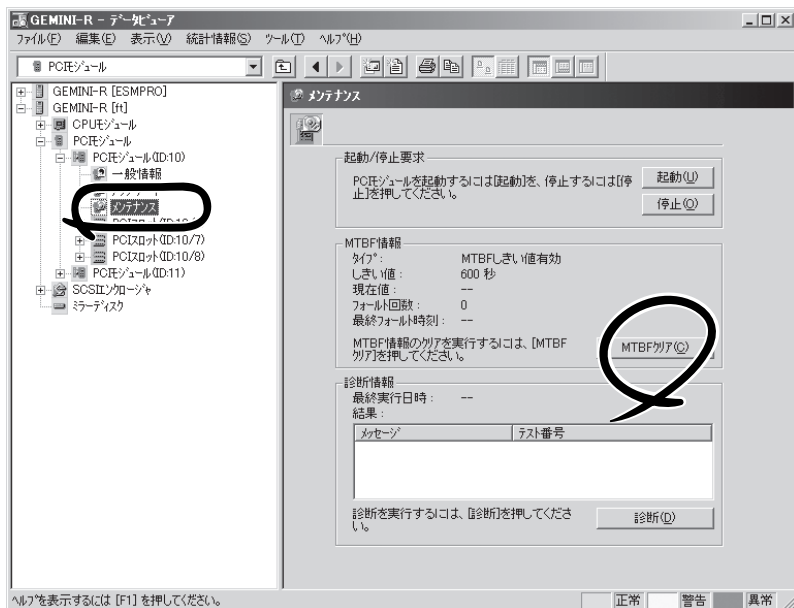 GEMINI-R - ﾃﾞｰﾀﾋﾞｭｰｱ
ﾌｧｲﾙ(F) 編集(E) 表示(V) 統計情報(S) ﾂｰﾙ(T) ﾍﾙﾌﾟ(H)
PCIﾓｼﾞｭｰﾙ
GEMINI-R [ESMPRO]
GEMINI-R [ft]
CPUﾓｼﾞｭｰﾙ
PCIﾓｼﾞｭｰﾙ
PCIﾓｼﾞｭｰﾙ(ID:10)
一般情報
ﾒﾝﾃﾅﾝｽ
PCIｽﾛｯﾄ(ID:10/7)
PCIｽﾛｯﾄ(ID:10/8)
PCIﾓｼﾞｭｰﾙ(ID:11)
SCSIｴﾝｸﾛｰｼﾞｬ
ﾐﾗｰﾃﾞｨｽｸ
ﾒﾝﾃﾅﾝｽ
起動/停止要求
PCIﾓｼﾞｭｰﾙを起動するには[起動]を、停止するには[停
止]を押してください。
起動(U)
停止(O)
MTBF情報
ﾀｲﾌﾟ: MTBFしきい値有効
しきい値: 600 秒
現在値: --
ﾌｫｰﾙﾄ回数: 0
最終ﾌｫｰﾙﾄ時刻: --
MTBF情報のｸﾘｱを実行するには、[MTBF
ｸﾘｱ]を押してください。
MTBFｸﾘｱ(C)
診断情報
最終実行日時: --
結果:
ﾒｯｾｰｼﾞ ﾃｽﾄ番号
診断を実行するには、[診断]を押してくださ
い。
診断(D)
ﾍﾙﾌﾟを表示するには [F1] を押してください。
正常 警告 異常